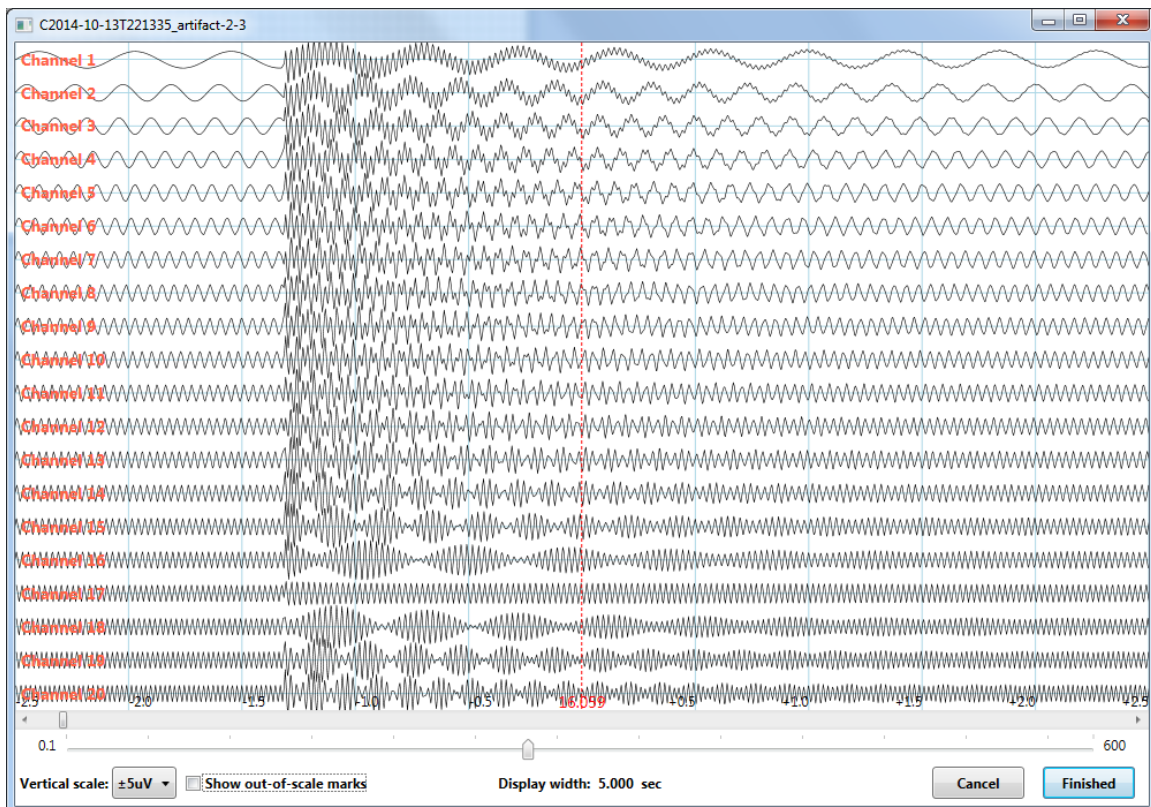 C2014-10-13T221335_artifact-2-3
Channel 1
Channel 2
Channel 3
Channel 4
Channel 5
Channel 6
Channel 7
Channel 8
Channel 9
Channel 10
Channel 11
Channel 12
Channel 13
Channel 14
Channel 15
Channel 16
Channel 17
Channel 18
Channel 19
Channel 20
-2.5 -2.0 -1.5 -1.0 -0.5 16.059 +0.5 +1.0 +1.5 +2.0 +2.5
0.1 600
Vertical scale: ±5uV Show out-of-scale marks Display width: 5.000 sec Cancel Finished